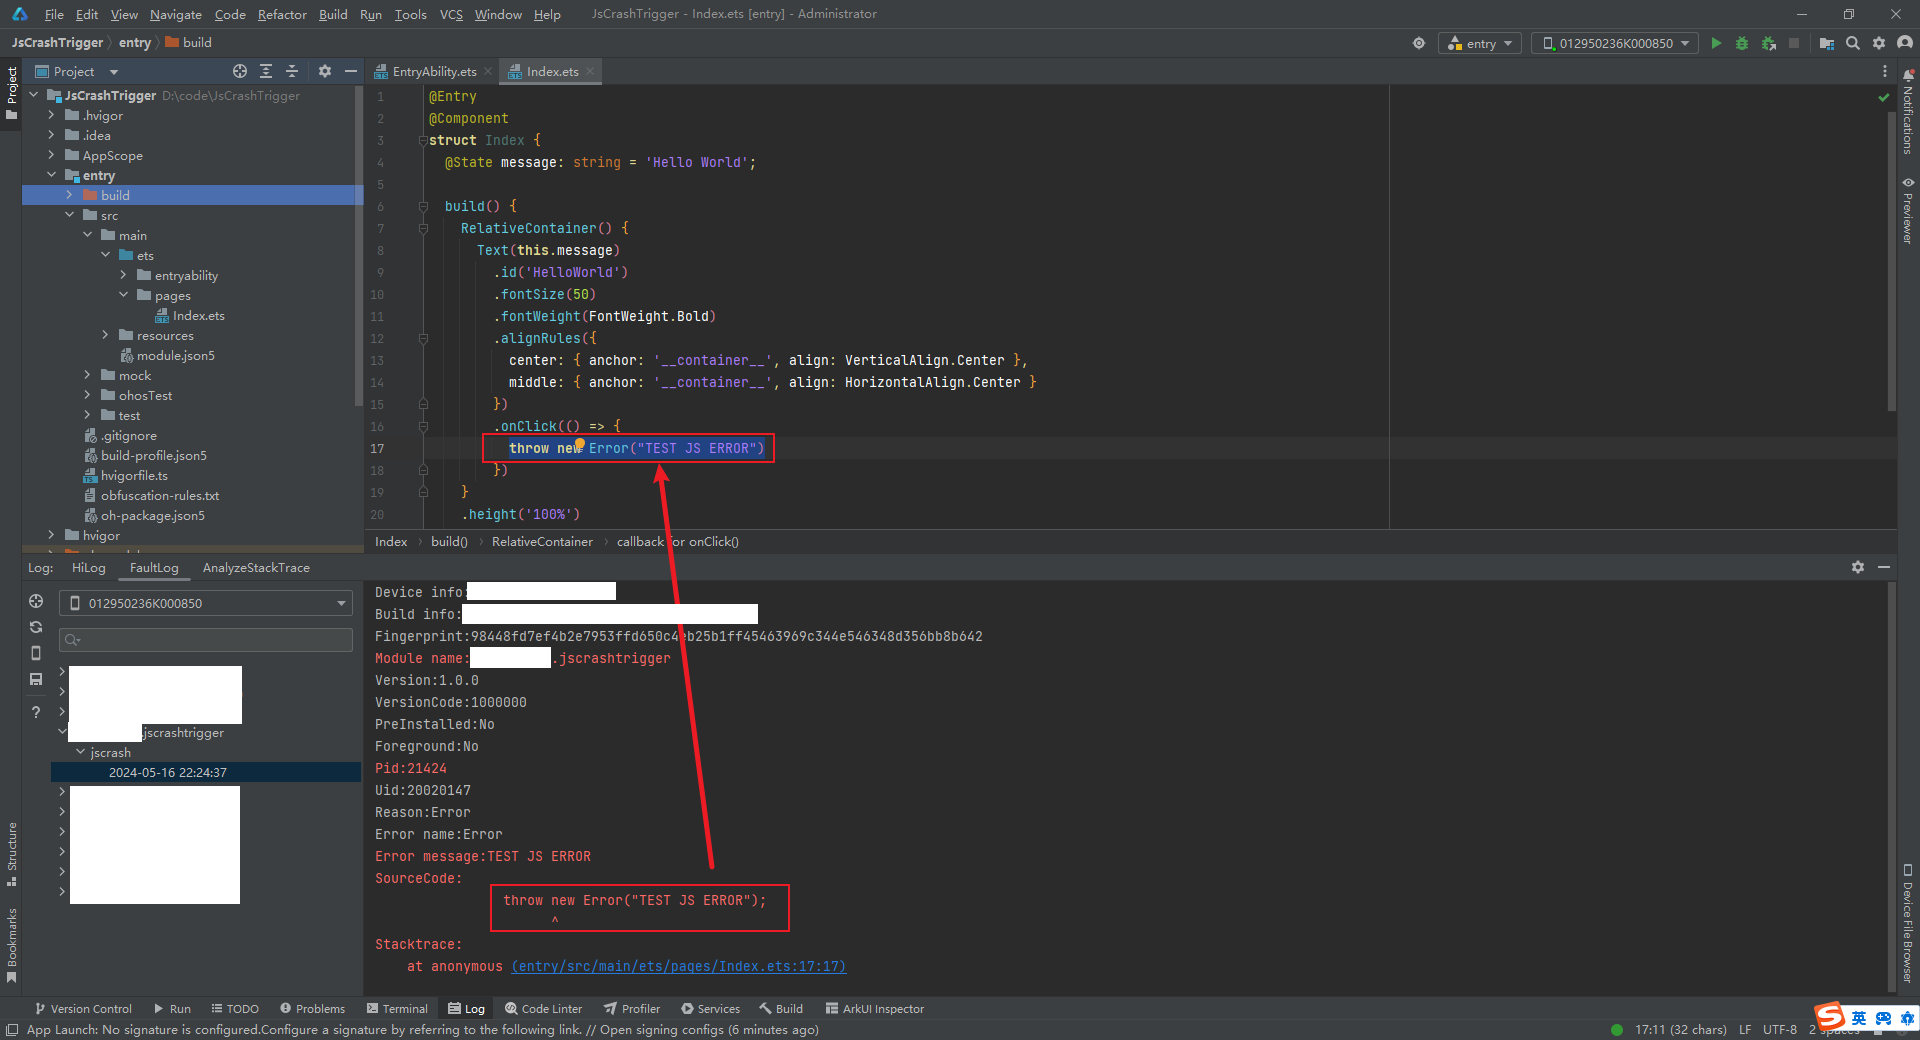 File Edit View Navigate Code Refactor Build Run Tools VCS Window Help JsCrashTrigger - Index.ets [entry] - Administrator
JsCrashTrigger entry build entry 012950236K000850
Project
Project
JsCrashTrigger D:\code\JsCrashTrigger
.hvigor
.idea
AppScope
entry
build
src
main
ets
entryability
pages
Index.ets
resources
module.json5
mock
ohosTest
test
.gitignore
build-profile.json5
hvigorfile.ts
obfuscation-rules.txt
oh-package.json5
hvigor
EntryAbility.ets Index.ets
1 @Entry
2 @Component
3 struct Index {
4 @State message: string = 'Hello World';
5
6 build() {
7 RelativeContainer() {
8 Text(this.message)
9 .id('HelloWorld')
10 .fontSize(50)
11 .fontWeight(FontWeight.Bold)
12 .alignRules({
13 center: { anchor: '__container__', align: VerticalAlign.Center },
14 middle: { anchor: '__container__', align: HorizontalAlign.Center }
15 })
16 .onClick(() => {
17 throw new Error("TEST JS ERROR")
18 })
19 }
20 .height('100%')
Index build() RelativeContainer callback for onClick()
Notifications
Previewer
Log: HiLog FaultLog AnalyzeStackTrace
012950236K000850
.jscrashtrigger
jscrash
2024-05-16 22:24:37
Device info:
Build info:
Fingerprint:98448fd7ef4b2e7953ffd650c4eb25b1ff45463969c344e546348d356bb8b642
Module name: .jscrashtrigger
Version:1.0.0
VersionCode:1000000
PreInstalled:No
Foreground:No
Pid:21424
Uid:20020147
Reason:Error
Error name:Error
Error message:TEST JS ERROR
SourceCode:
throw new Error("TEST JS ERROR");
^
Stacktrace:
at anonymous (entry/src/main/ets/pages/Index.ets:17:17)
Structure
Bookmarks
Device File Browser
Version Control Run TODO Problems Terminal Log Code Linter Profiler Services Build ArkUI Inspector
App Launch: No signature is configured.Configure a signature by referring to the following link. // Open signing configs (6 minutes ago) 17:11 (32 chars) LF UTF-8 2 spaces
英